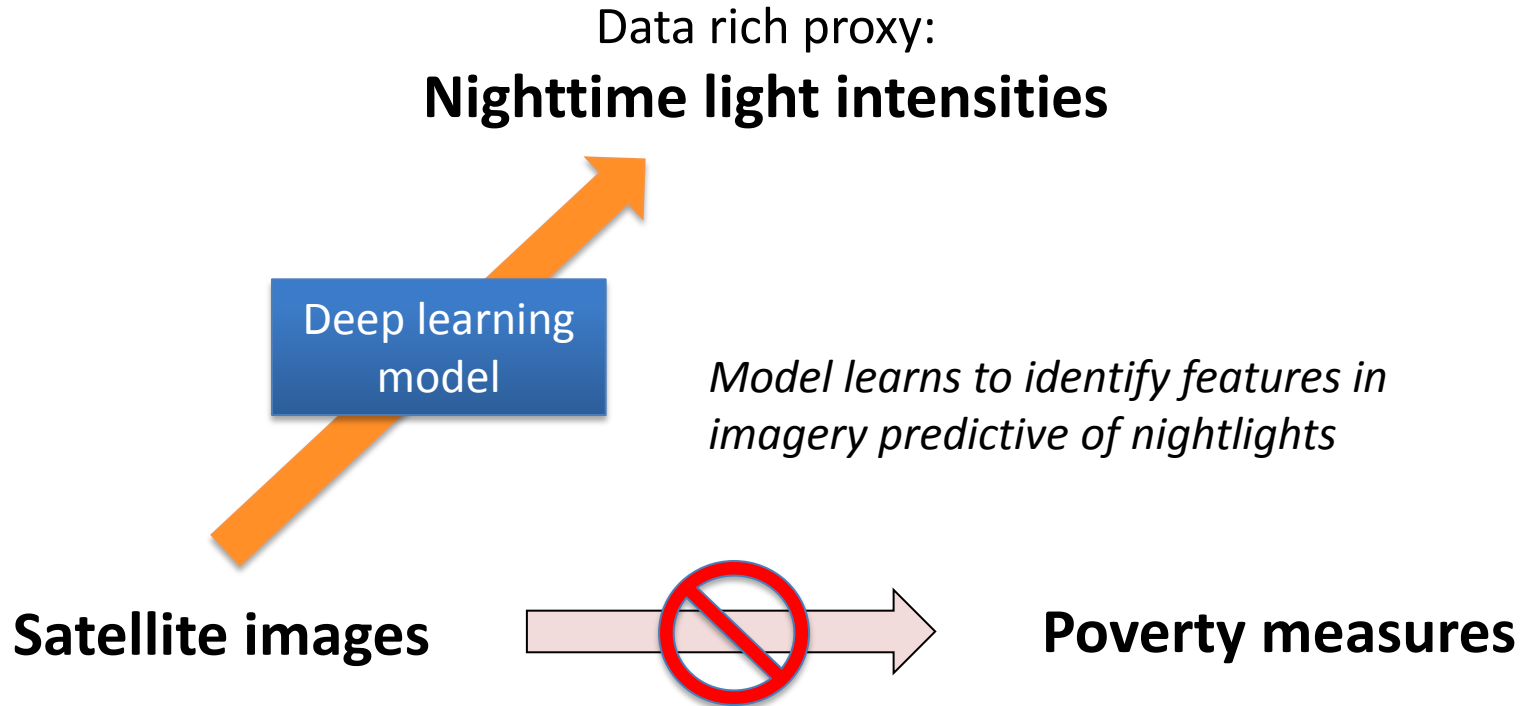 Data rich proxy:
Nighttime light intensities
Deep learning
model
Model learns to identify features in
imagery predictive of nightlights
Satellite images
Poverty measures